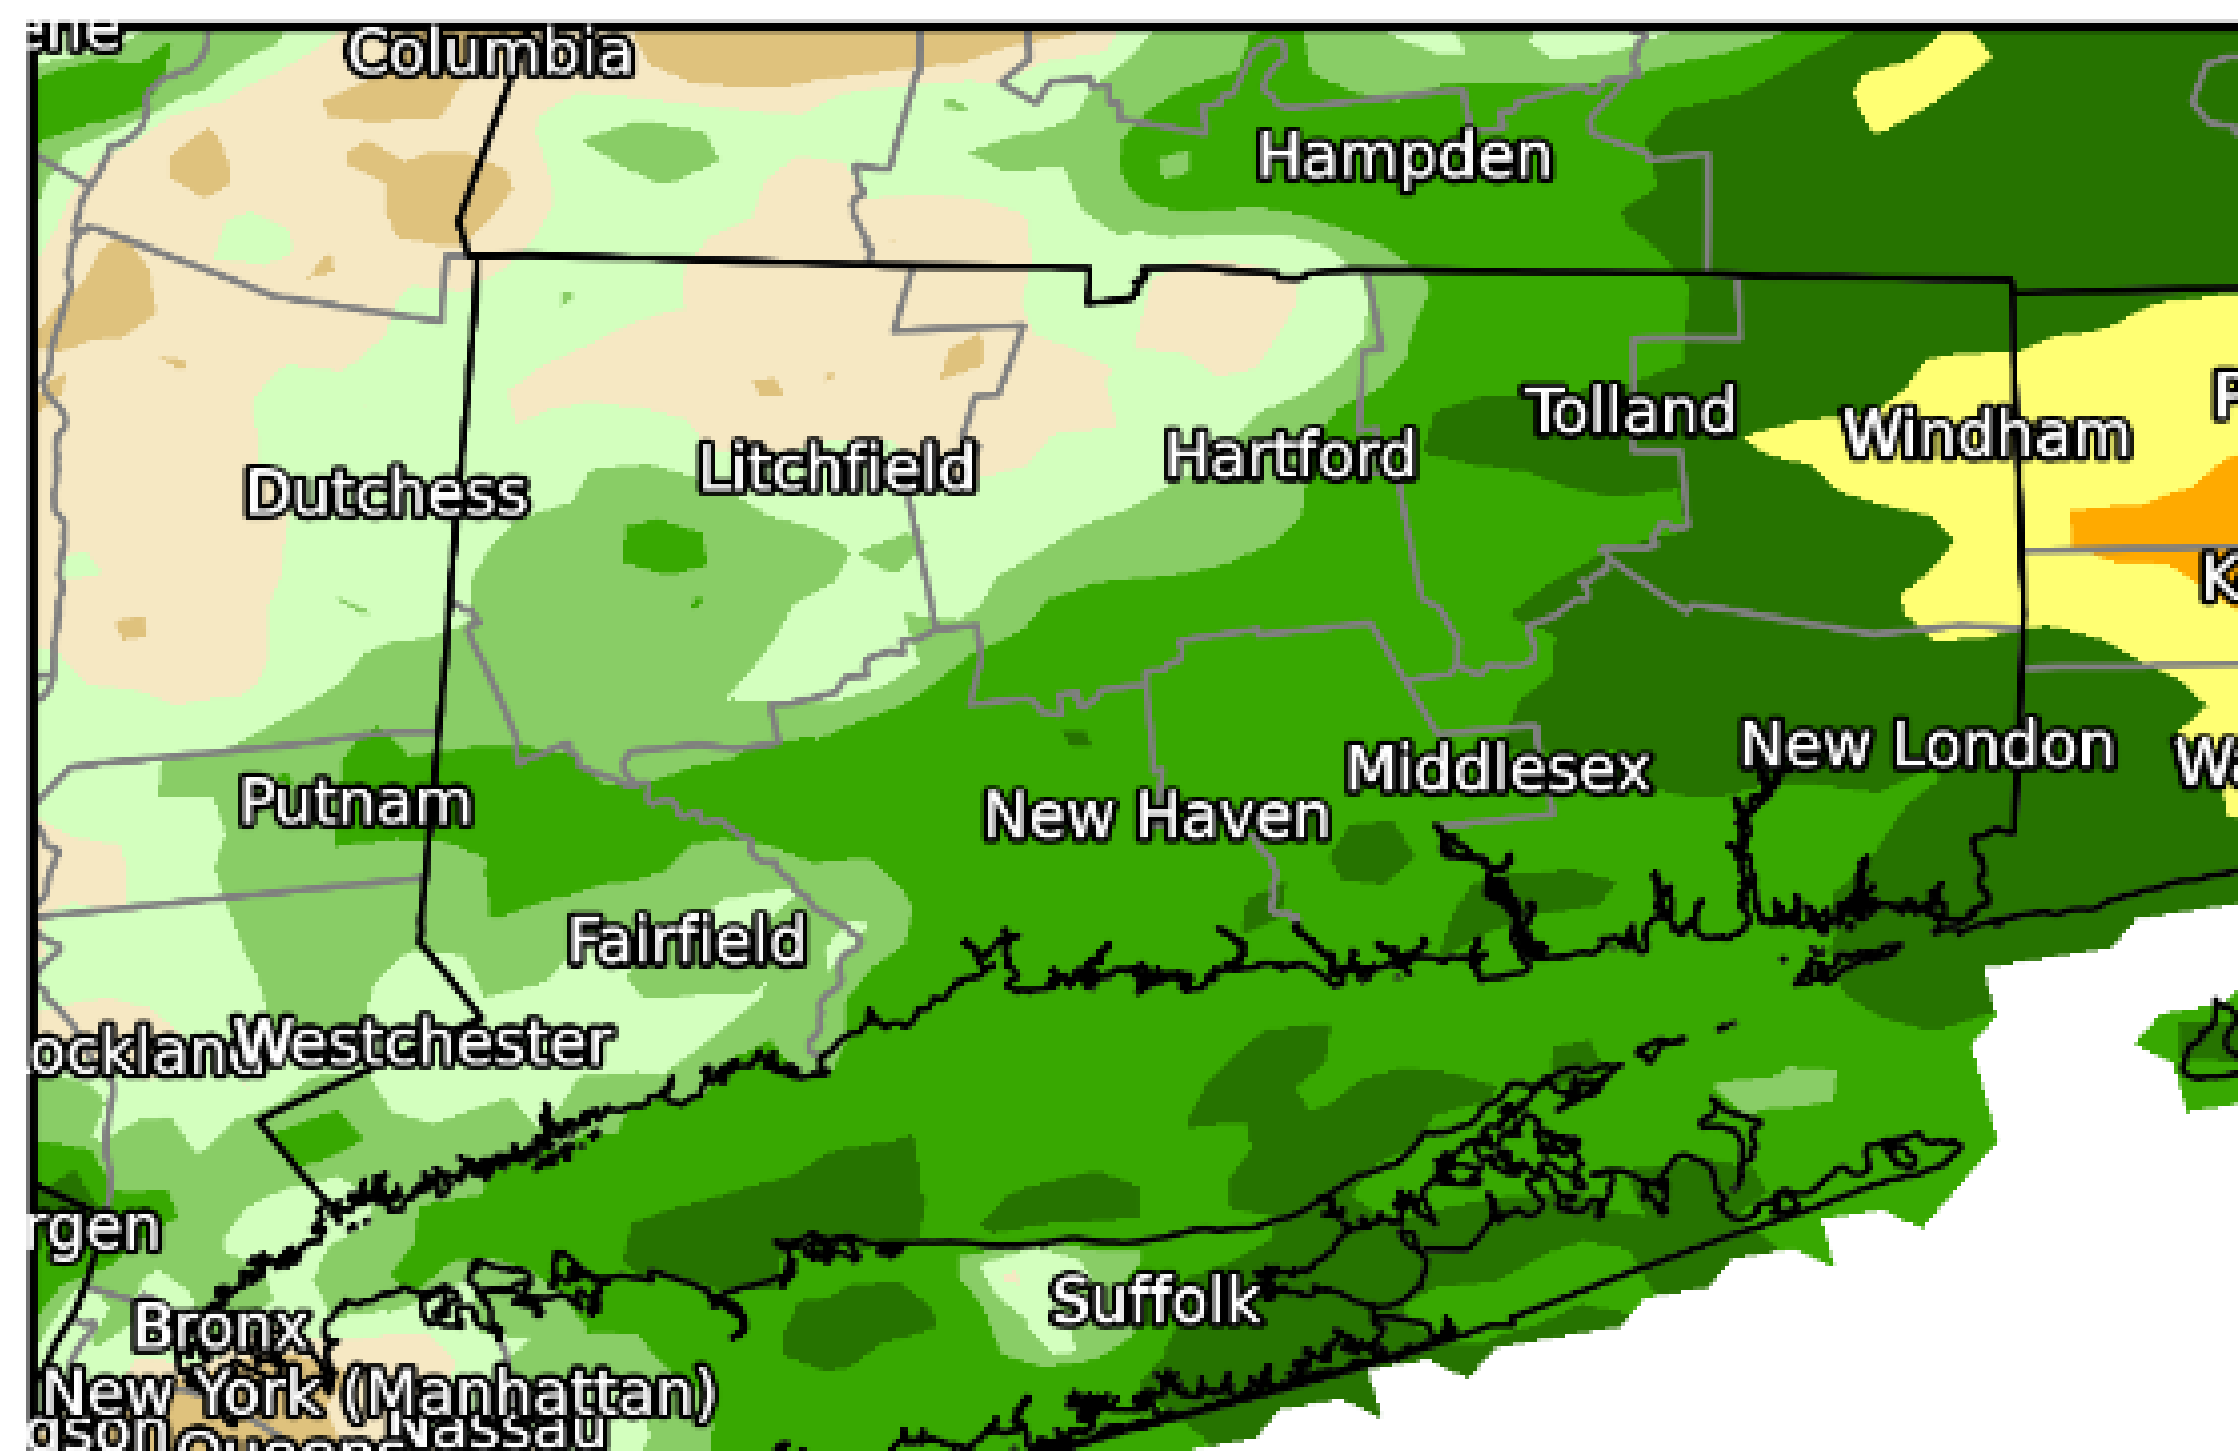 Columbia
Hampden
Tolland
Windham
Hartford
Litchfield
Dutchess
New London
Middlesex
Putnam
New Haven
Fairfield
Westchester
Suffolk
Bronx
New York (Manhattan)
Nassau